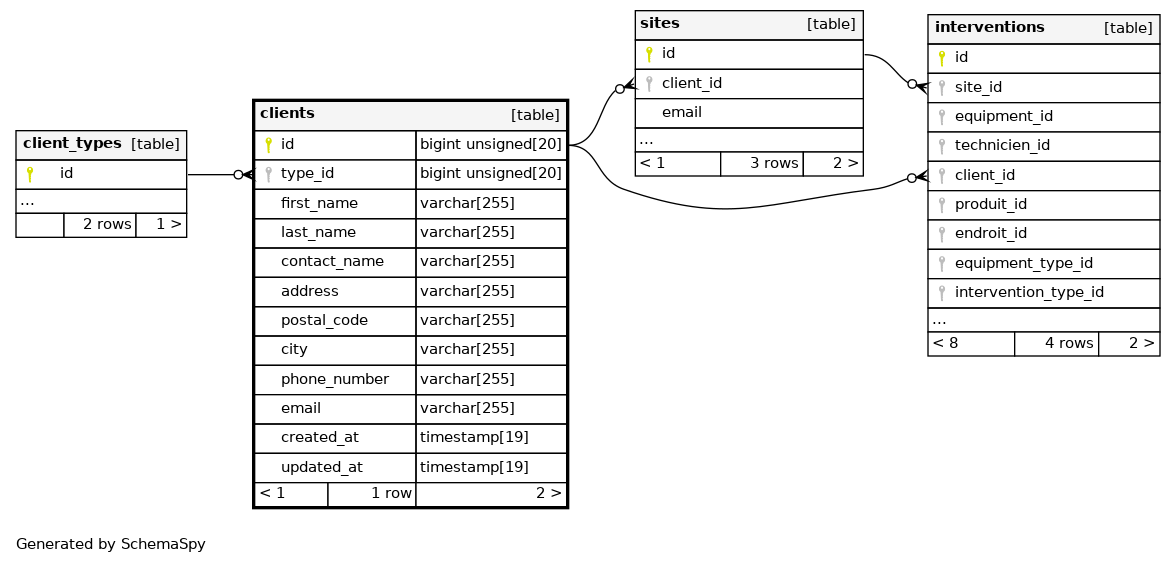 client_types [table]
id
...
2 rows 1 >
clients [table]
id bigint unsigned[20]
type_id bigint unsigned[20]
first_name varchar[255]
last_name varchar[255]
contact_name varchar[255]
address varchar[255]
postal_code varchar[255]
city varchar[255]
phone_number varchar[255]
email varchar[255]
created_at timestamp[19]
updated_at timestamp[19]
< 1 1 row 2 >
sites [table]
id
client_id
email
...
< 1 3 rows 2 >
interventions [table]
id
site_id
equipment_id
technicien_id
client_id
produit_id
endroit_id
equipment_type_id
intervention_type_id
...
< 8 4 rows 2 >
Generated by SchemaSpy